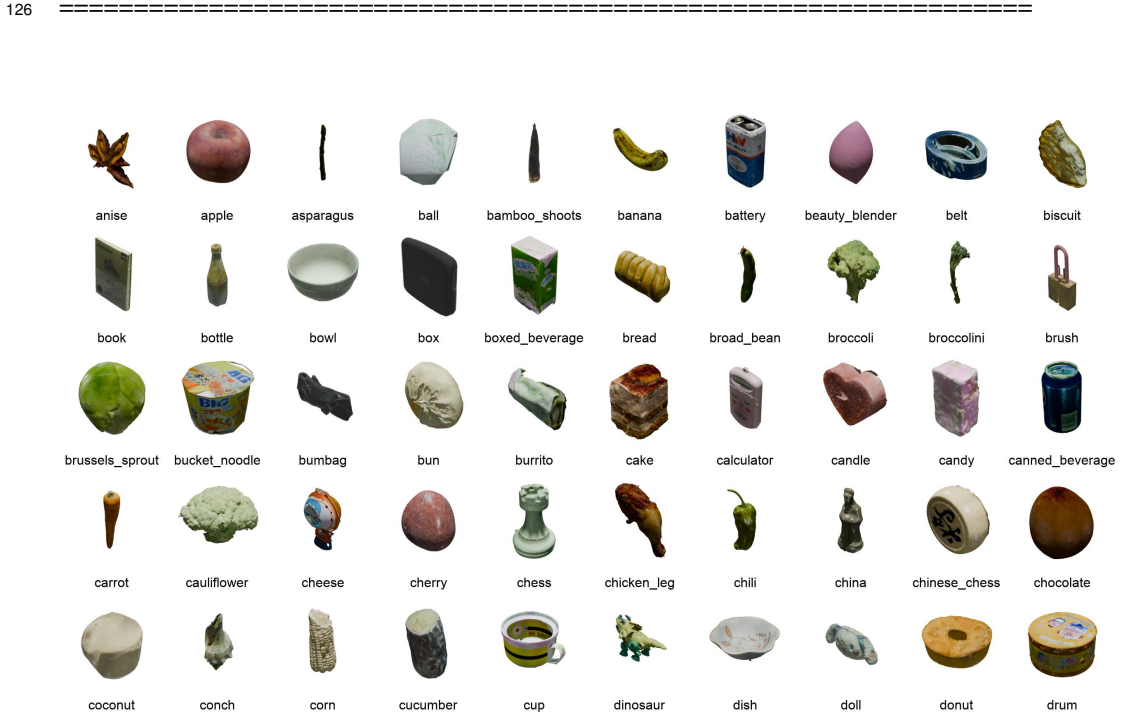 126 ==================================================================
anise apple asparagus ball bamboo_shoots banana battery beauty_blender belt biscuit
book bottle bowl box boxed_beverage bread broad_bean broccoli broccolini brush
BIG
brussels_sprout bucket_noodle bumbag bun burrito cake calculator candle candy canned_beverage
carrot cauliflower cheese cherry chess chicken_leg chili china chinese_chess chocolate
coconut conch corn cucumber cup dinosaur dish doll donut drum